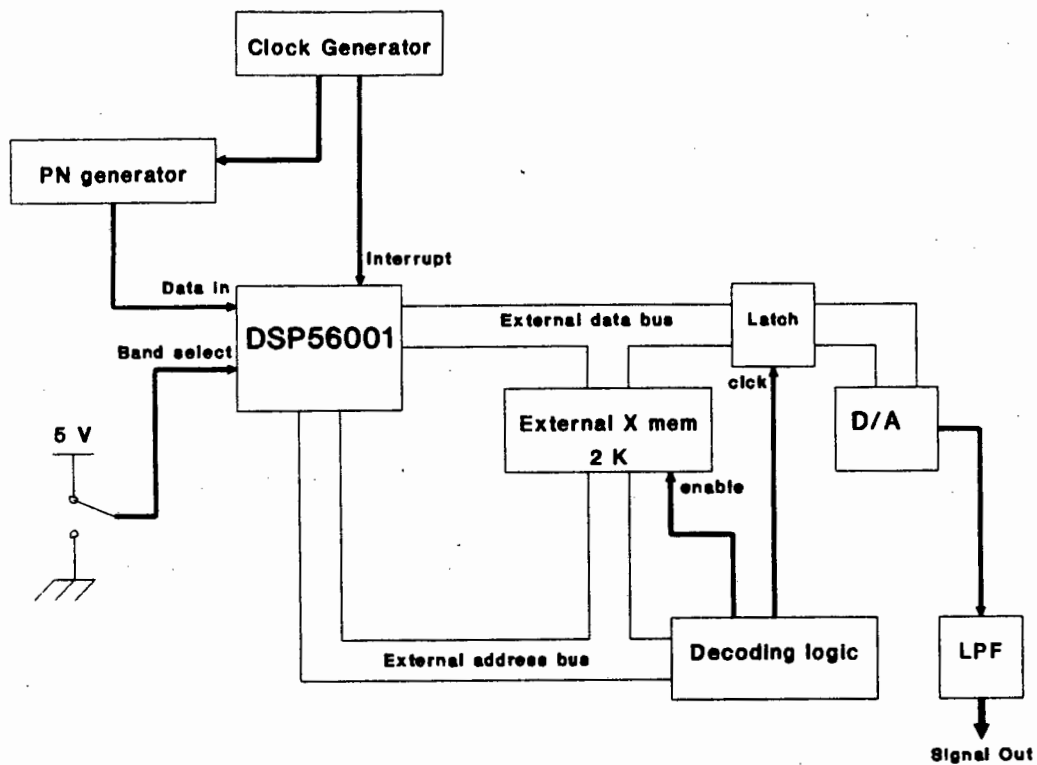 Clock Generator
PN generator
Interrupt
Data in
DSP56001
Band select
External data bus
Latch
clck
External X mem
2 K
D/A
5 V
enable
External address bus
Decoding logic
LPF
Signal Out